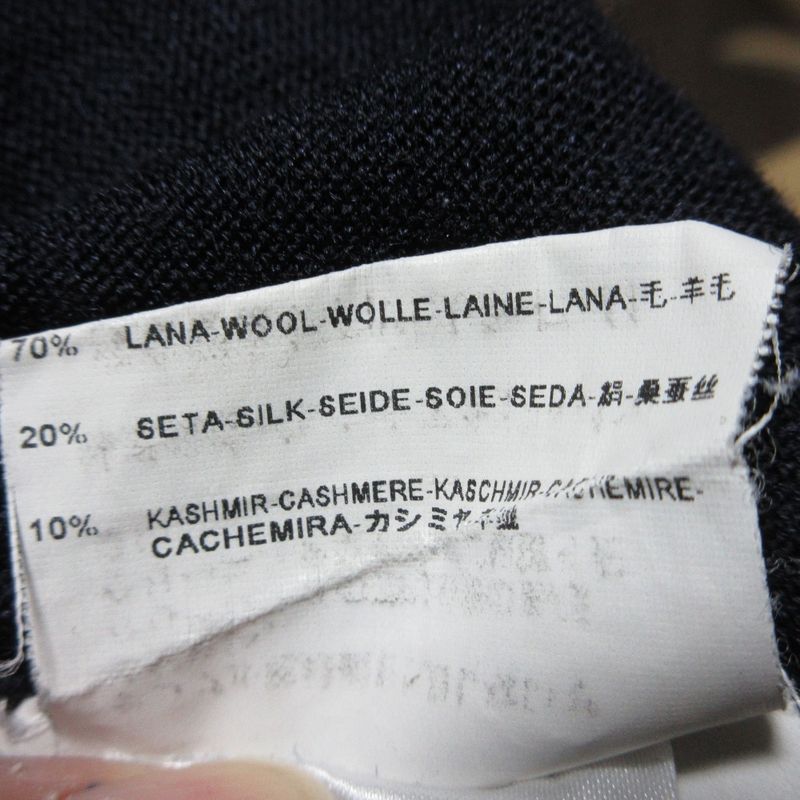 70% LANA-WOOL-WOLLE-LAINE-LANA-毛-羊毛
20% SETA-SILK-SEIDE-SOIE-SEDA-絹-桑蚕丝
10% KASHMIR-CASHMERE-KASCHMIR-CACHEMIRE-
CACHEMIRA-カシミヤ-